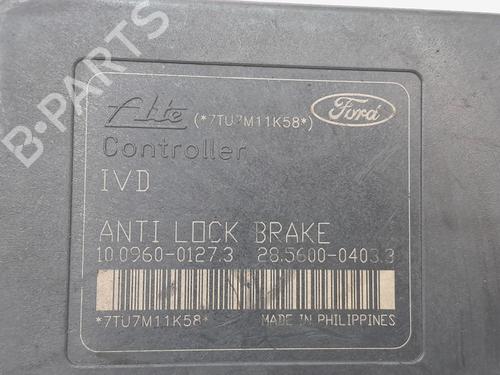 B-PARTS
Ate (*7TU7M11K58*) Ford
Controller
IVD
ANTI LOCK BRAKE
10.0960-0127.3 28.5600-0403.3
*7TU7M11K58* MADE IN PHILIPPINES